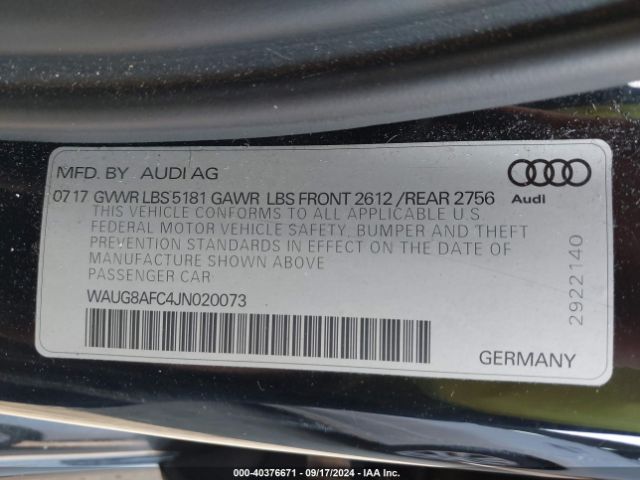 MFD. BY AUDI AG
07 17 GVWR LBS 5181 GAWR LBS FRONT 2612 /REAR 2756
Audi
THIS VEHICLE CONFORMS TO ALL APPLICABLE U.S.
FEDERAL MOTOR VEHICLE SAFETY, BUMPER AND THEFT
PREVENTION STANDARDS IN EFFECT ON THE DATE OF
MANUFACTURE SHOWN ABOVE
PASSENGER CAR
WAUG8AFC4JN020073
2922140
GERMANY
000-40376671 | 09/17/2024 | IAA Inc.